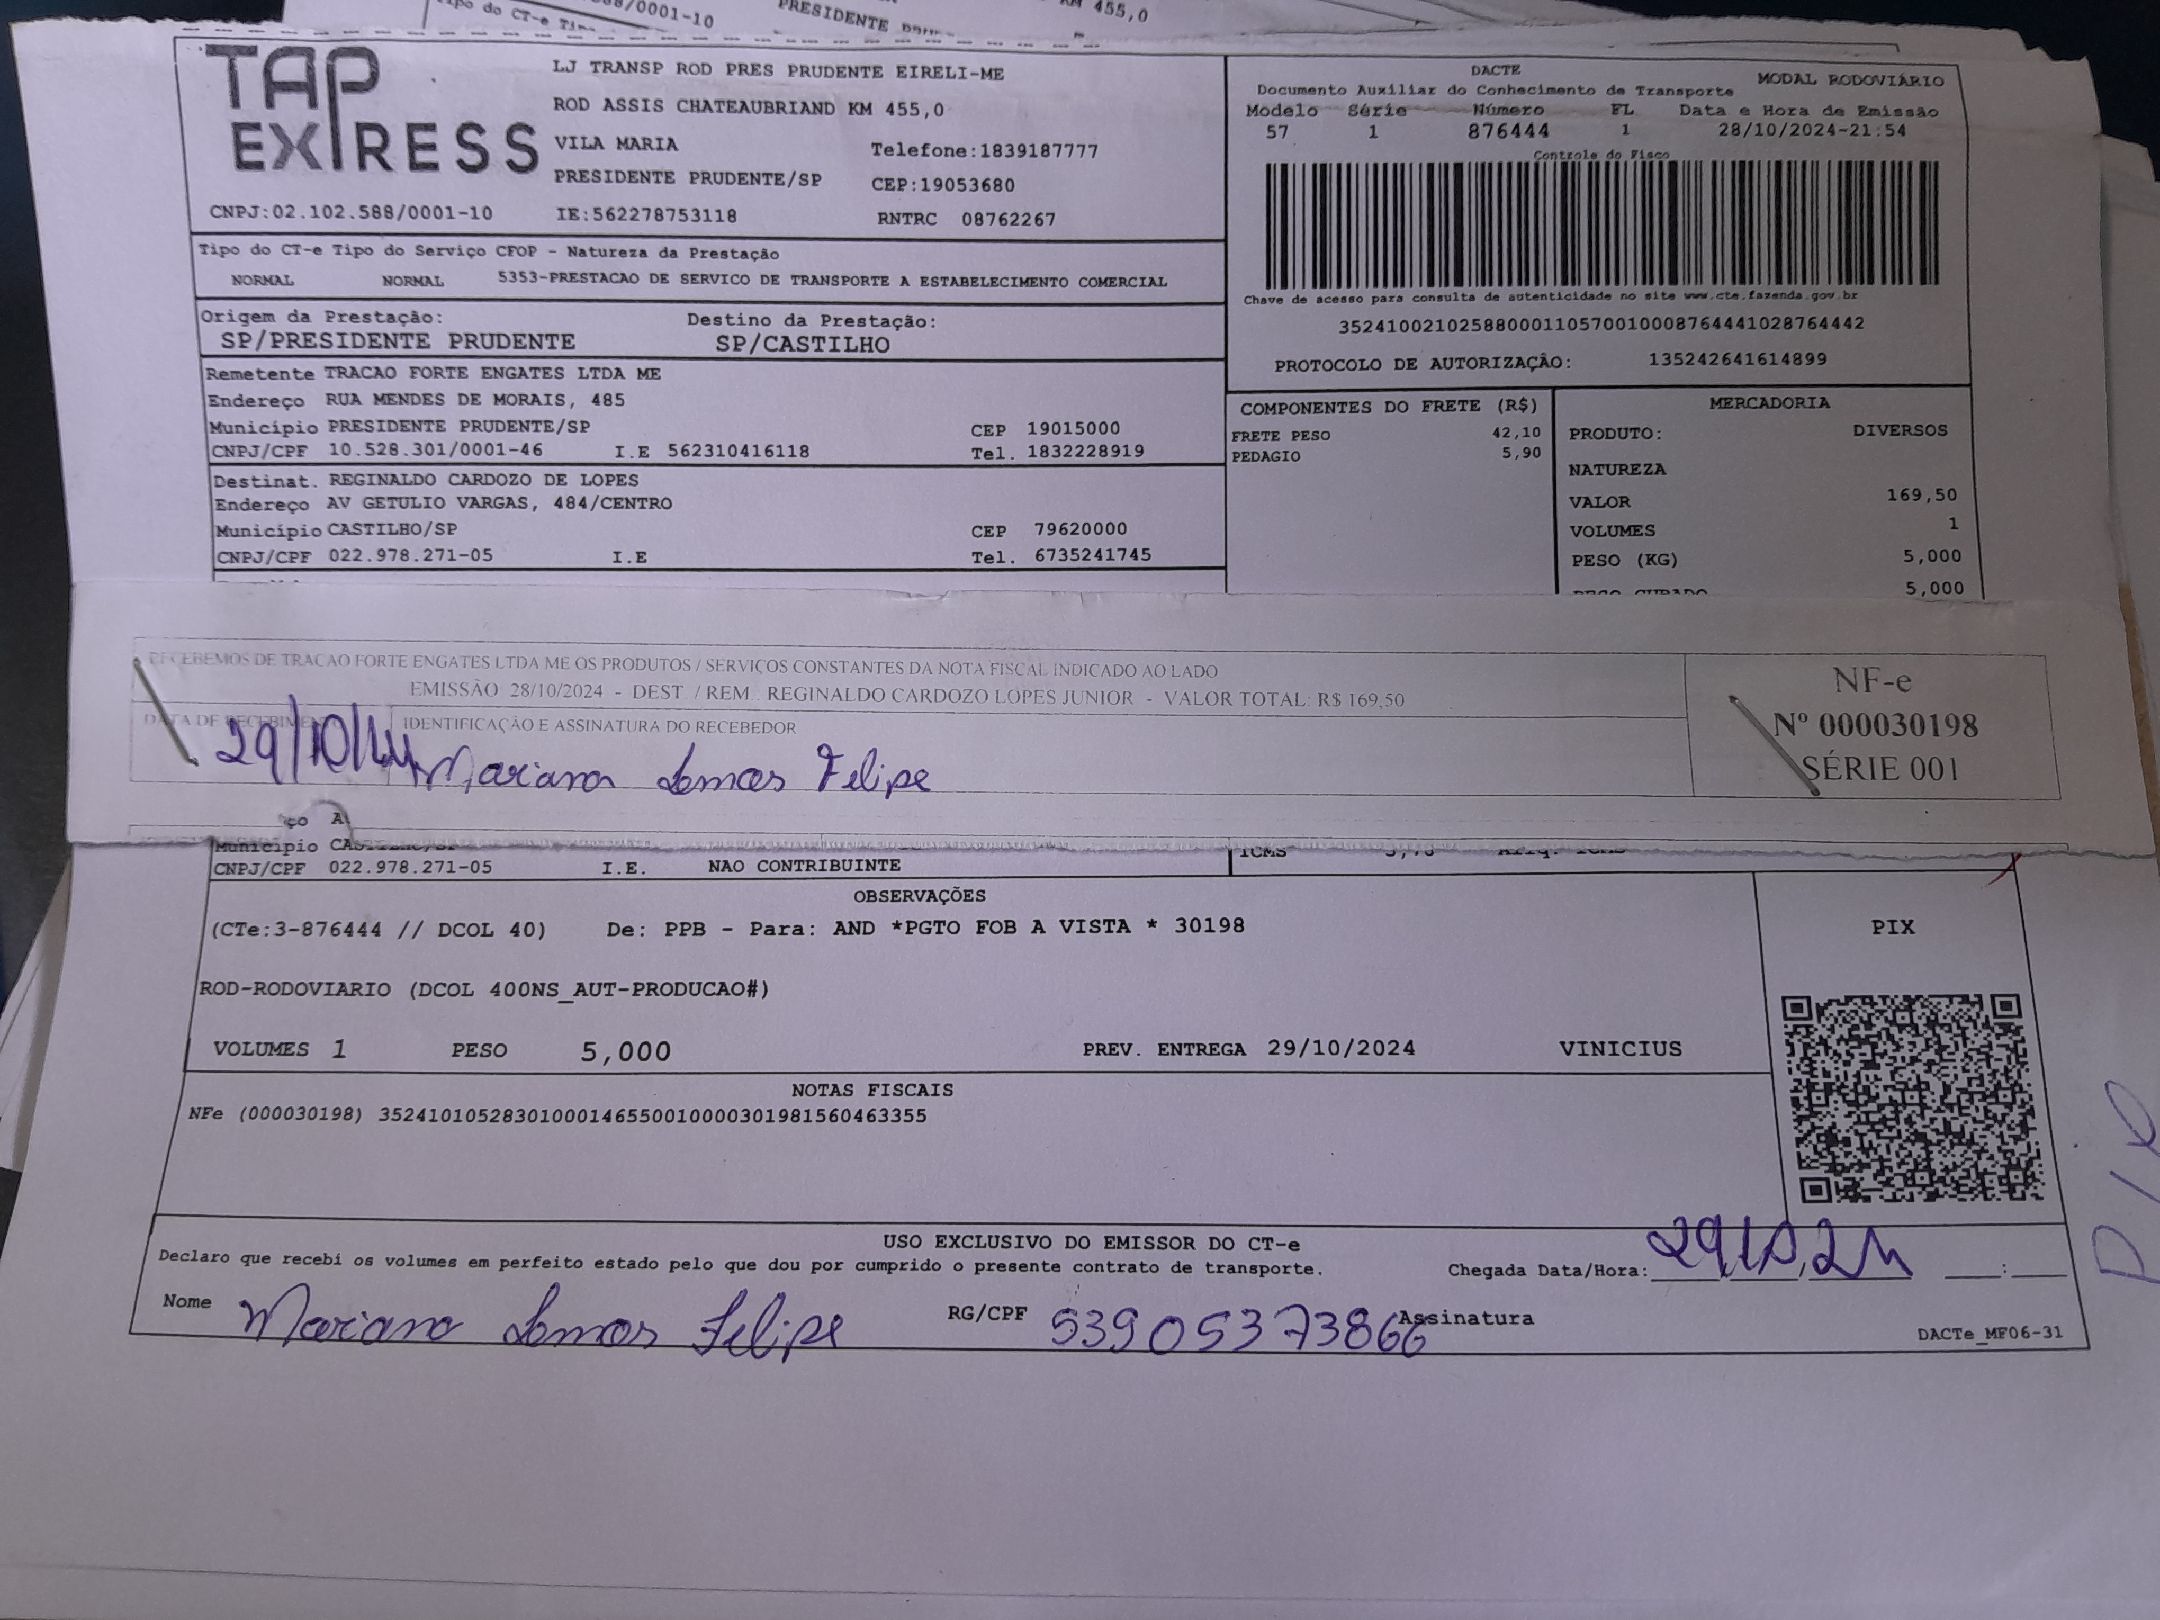 TAP
EXPRESS
LJ TRANSP ROD PRES PRUDENTE EIRELI-ME
ROD ASSIS CHATEAUBRIAND KM 455,0
VILA MARIA
Telefone:1839187777
PRESIDENTE PRUDENTE/SP
CEP:19053680
CNPJ:02.102.588/0001-10
IE:562278753118
RNTRC 08762267
DACTE
MODAL RODOVIÁRIO
Documento Auxiliar do Conhecimento de Transporte
Modelo Série Número FL Data e Hora de Emissão
57 1 876444 1 28/10/2024-21:54
Controle do Fisco
Chave de acesso para consulta de autenticidade no site www.cte.fazenda.gov.br
35241002102588000110570010008764441028764442
PROTOCOLO DE AUTORIZAÇÃO: 135242641614899
Tipo do CT-e Tipo do Serviço CFOP - Natureza da Prestação
NORMAL NORMAL 5353-PRESTACAO DE SERVICO DE TRANSPORTE A ESTABELECIMENTO COMERCIAL
Origem da Prestação: Destino da Prestação:
SP/PRESIDENTE PRUDENTE SP/CASTILHO
Remetente TRACAO FORTE ENGATES LTDA ME
Endereço RUA MENDES DE MORAIS, 485
Município PRESIDENTE PRUDENTE/SP CEP 19015000
CNPJ/CPF 10.528.301/0001-46 I.E 562310416118 Tel. 1832228919
Destinat. REGINALDO CARDOZO DE LOPES
Endereço AV GETULIO VARGAS, 484/CENTRO
Município CASTILHO/SP CEP 79620000
CNPJ/CPF 022.978.271-05 I.E Tel. 6735241745
COMPONENTES DO FRETE (R$)
FRETE PESO 42,10
PEDAGIO 5,90
MERCADORIA
PRODUTO: DIVERSOS
NATUREZA
VALOR 169,50
VOLUMES 1
PESO (KG) 5,000
5,000
RECEBEMOS DE TRACAO FORTE ENGATES LTDA ME OS PRODUTOS / SERVIÇOS CONSTANTES DA NOTA FISCAL INDICADO AO LADO
EMISSÃO 28/10/2024 - DEST. / REM.: REGINALDO CARDOZO LOPES JUNIOR - VALOR TOTAL: R$ 169,50
DATA DE RECEBIMENTO IDENTIFICAÇÃO E ASSINATURA DO RECEBEDOR
29/10/24 Mariana Lemos Felipe
NF-e
Nº 000030198
SÉRIE 001
Município
CNPJ/CPF 022.978.271-05 I.E. NAO CONTRIBUINTE
ICMS
OBSERVAÇÕES
(CTe:3-876444 // DCOL 40) De: PPB - Para: AND *PGTO FOB A VISTA * 30198
ROD-RODOVIARIO (DCOL 400NS_AUT-PRODUCAO#)
VOLUMES 1 PESO 5,000 PREV. ENTREGA 29/10/2024 VINICIUS
PIX
NOTAS FISCAIS
NFe (000030198) 35241010528301000146550010000301981560463355
USO EXCLUSIVO DO EMISSOR DO CT-e
Declaro que recebi os volumes em perfeito estado pelo que dou por cumprido o presente contrato de transporte.
Chegada Data/Hora: 29/10/24
Nome Mariana Lemos Felipe RG/CPF 53905373866 Assinatura
DACTe_MF06-31